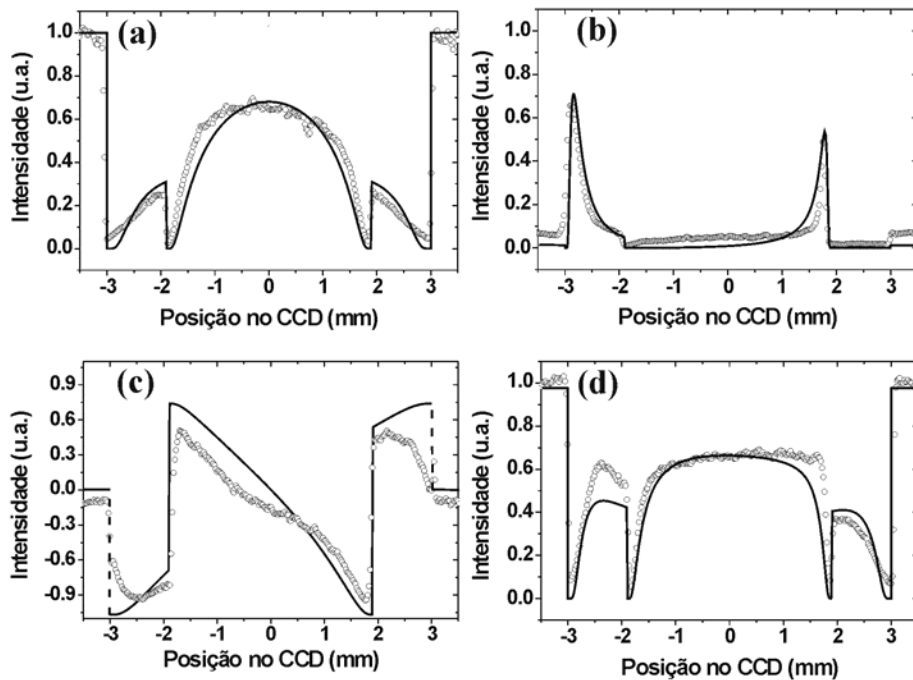 (a)
Intensidade (u.a.)
1.0
0.8
0.6
0.4
0.2
0.0
-3 -2 -1 0 1 2 3
Posição no CCD (mm)
(b)
Intensidade (u.a.)
1.0
0.8
0.6
0.4
0.2
0.0
-3 -2 -1 0 1 2 3
Posição no CCD (mm)
(c)
Intensidade (u.a.)
0.9
0.6
0.3
0.0
-0.3
-0.6
-0.9
-3 -2 -1 0 1 2 3
Posição no CCD (mm)
(d)
Intensidade (u.a.)
1.0
0.8
0.6
0.4
0.2
0.0
-3 -2 -1 0 1 2 3
Posição no CCD (mm)